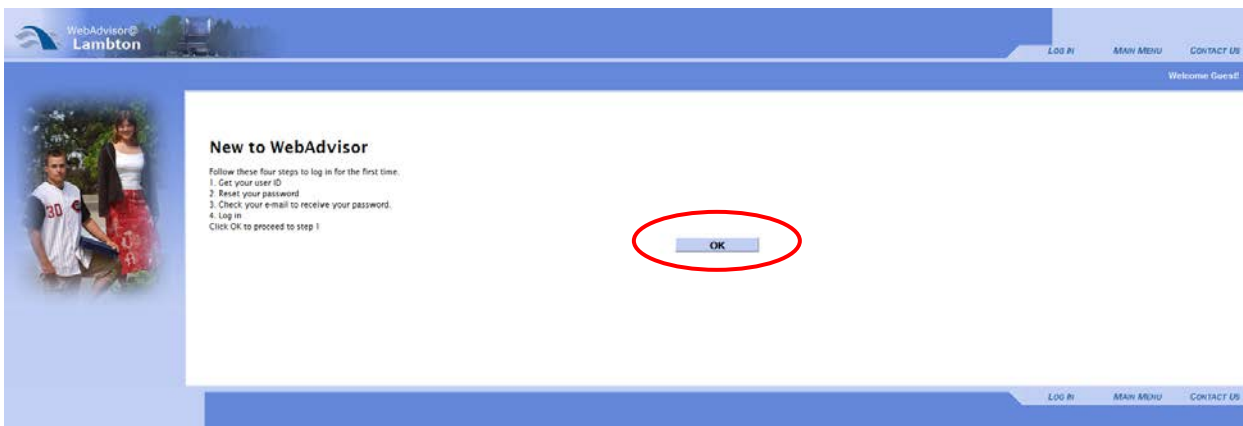 WebAdvisor@
Lambton
LOG IN MAIN MENU CONTACT US
Welcome Guest!
New to WebAdvisor
Follow these four steps to log in for the first time.
1. Get your user ID
2. Reset your password
3. Check your e-mail to receive your password.
4. Log in
Click OK to proceed to step 1
OK
30
LOG IN MAIN MENU CONTACT US